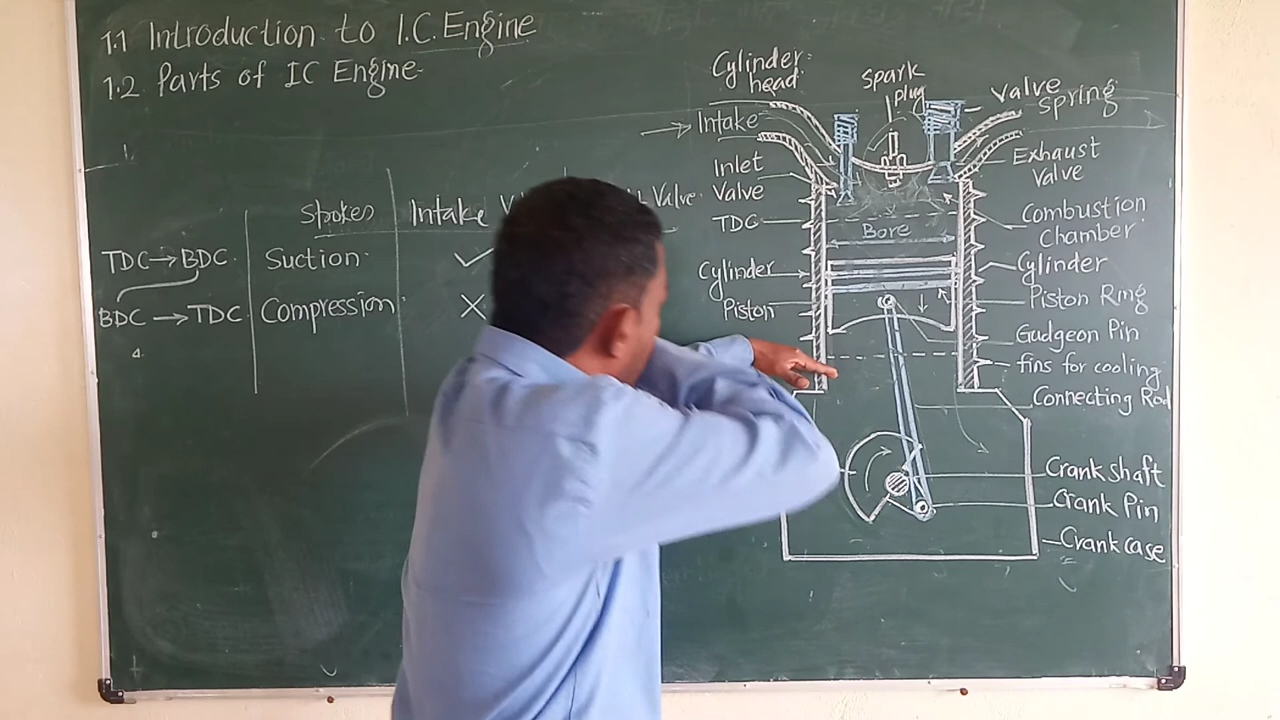 1.1 Introduction to I.C. Engine
1.2 Parts of IC Engine
Strokes
Intake
Valve
TDC→BDC
Suction
✓
BDC→TDC
Compression
×
Cylinder
head
Spark
plug
Valve
Spring
Intake
Inlet
Valve
Exhaust
Valve
TDC
Combustion
Chamber
Bore
Cylinder
Cylinder
Piston
Piston Ring
Gudgeon Pin
fins for cooling
Connecting Rod
Crank shaft
Crank Pin
Crank case